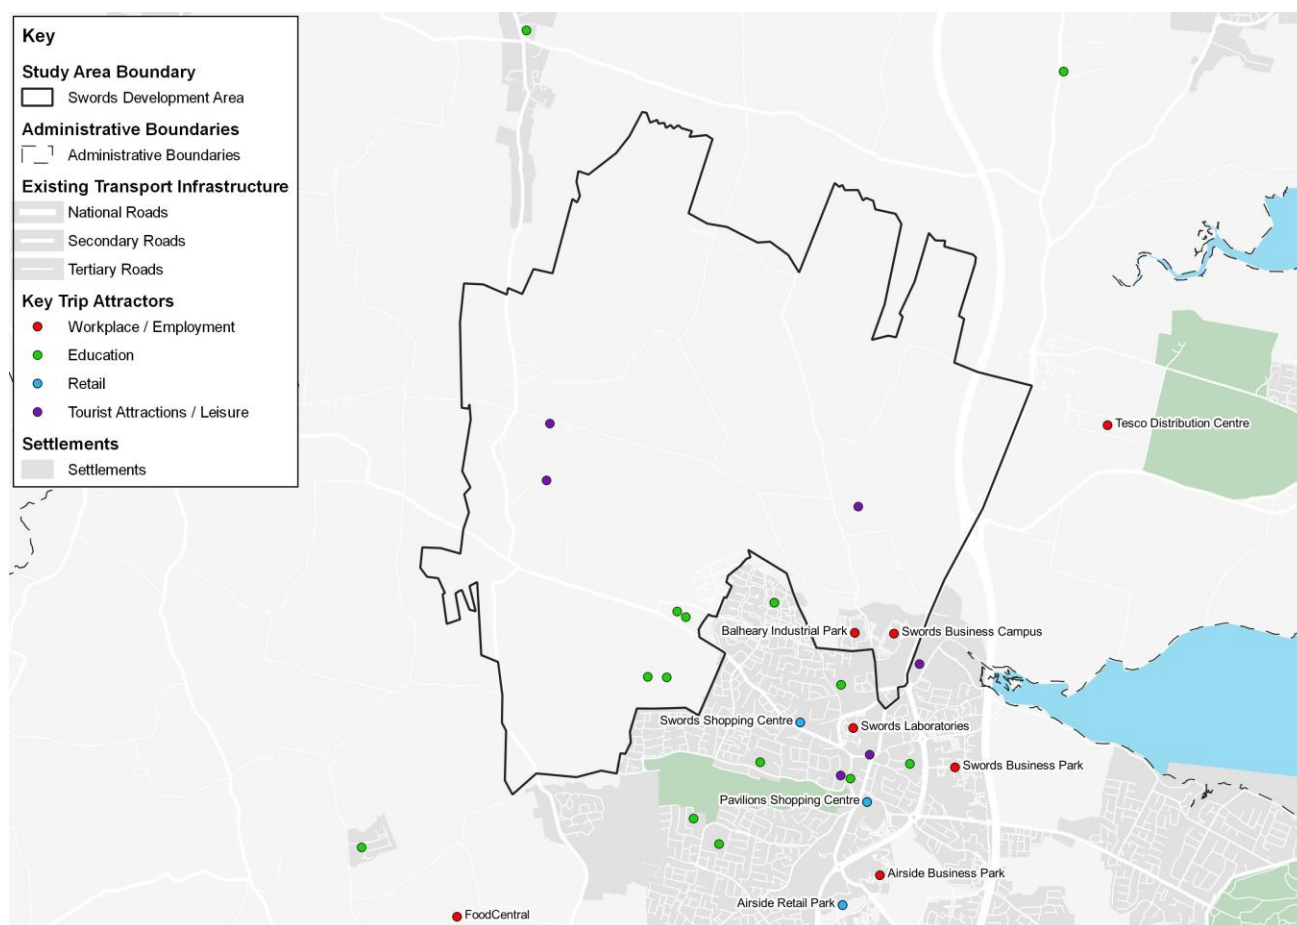 Key
Study Area Boundary
Swords Development Area
Administrative Boundaries
Administrative Boundaries
Existing Transport Infrastructure
National Roads
Secondary Roads
Tertiary Roads
Key Trip Attractors
Workplace / Employment
Education
Retail
Tourist Attractions / Leisure
Settlements
Settlements
Tesco Distribution Centre
Balheary Industrial Park
Swords Business Campus
Swords Shopping Centre
Swords Laboratories
Swords Business Park
Pavilions Shopping Centre
Airside Business Park
Airside Retail Park
FoodCentral